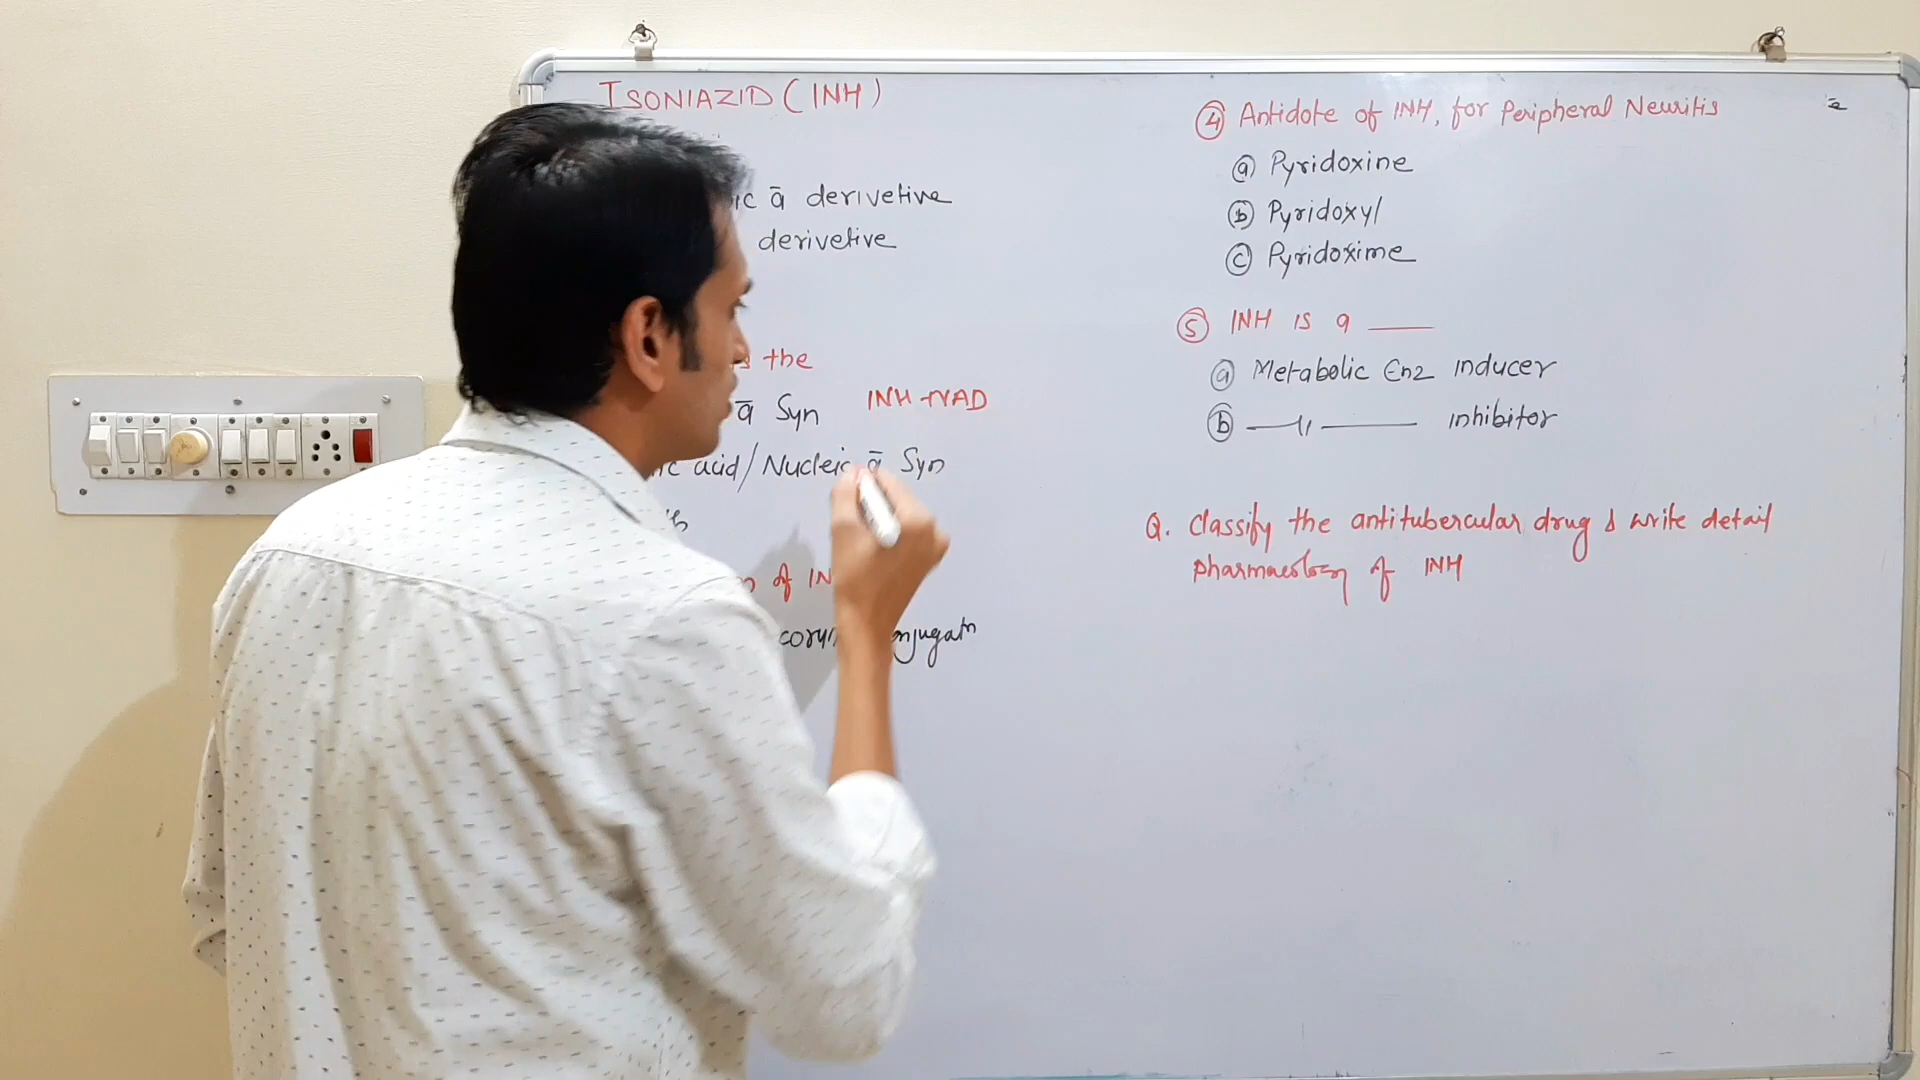 ISONIAZID (INH)
ic ā derivetive
derivetive
the
ā Syn INH-NAD
acid/Nucleic ā Syn
of IN
conjugatn
④ Antidote of INH, for Peripheral Neuritis
ⓐ Pyridoxine
ⓑ Pyridoxyl
ⓒ Pyridoxime
⑤ INH is a ____
ⓐ Metabolic Enz inducer
ⓑ —〃— inhibitor
Q. Classify the antitubercular drug & write detail
pharmacology of INH